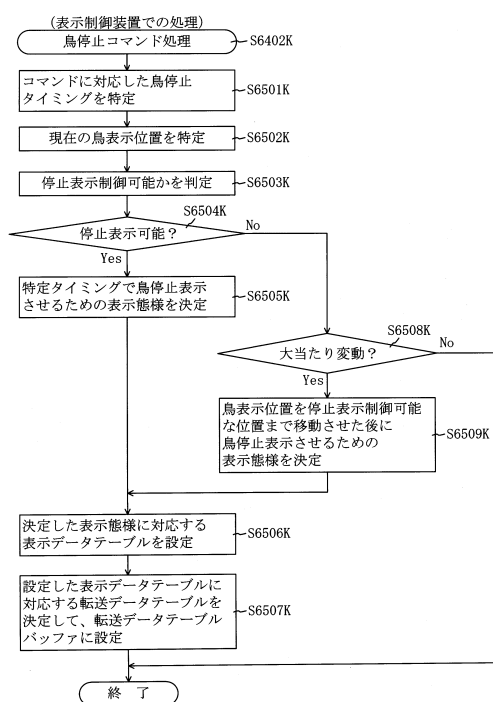 (表示制御装置での処理)
鳥停止コマンド処理
S6402K
コマンドに対応した鳥停止
タイミングを特定
S6501K
現在の鳥表示位置を特定
S6502K
停止表示制御可能かを判定
S6503K
S6504K
停止表示可能?
No
Yes
特定タイミングで鳥停止表示
させるための表示態様を決定
S6505K
S6508K
大当たり変動?
No
Yes
鳥表示位置を停止表示制御可能
な位置まで移動させた後に
鳥停止表示させるための
表示態様を決定
S6509K
決定した表示態様に対応する
表示データテーブルを設定
S6506K
設定した表示データテーブルに
対応する転送データテーブルを
決定して、転送データテーブル
バッファに設定
S6507K
終 了